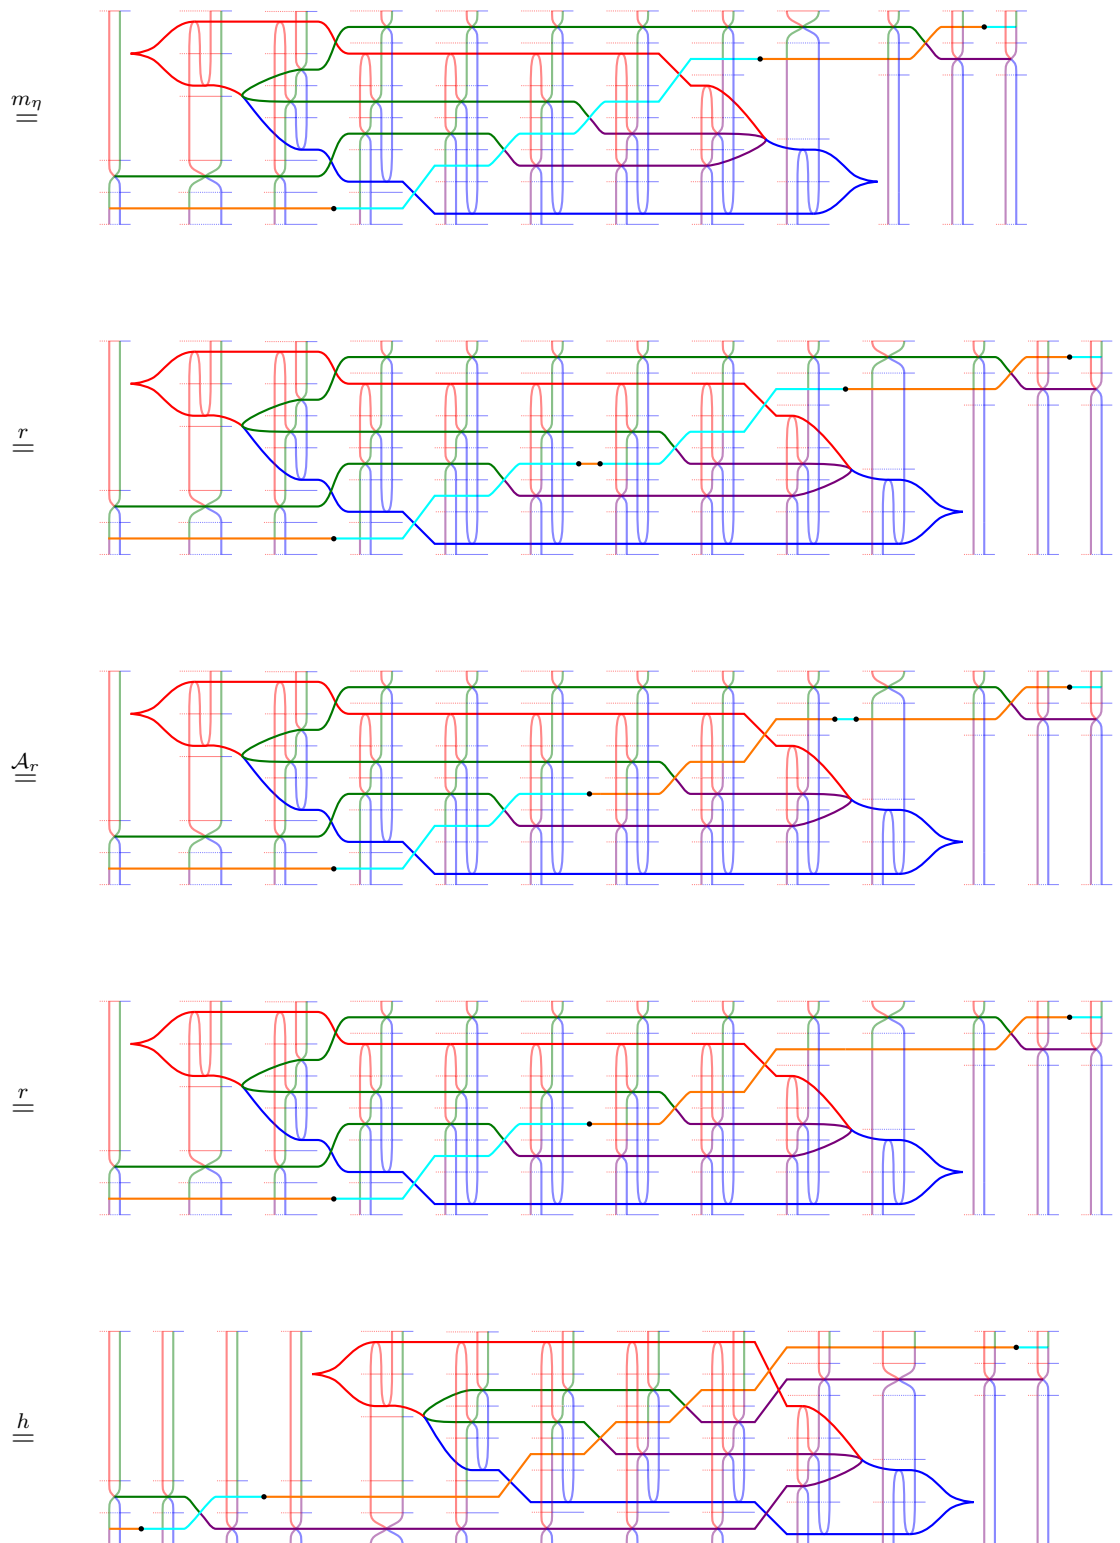 m_η
=
r
=
𝒜_r
=
r
=
h
=